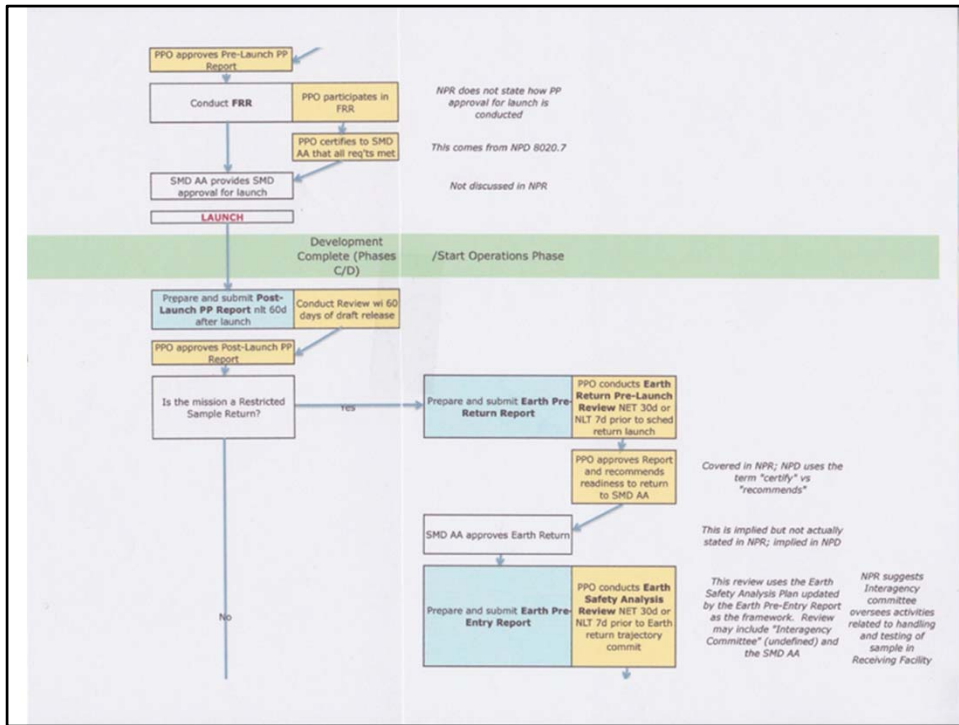 PPO approves Pre-Launch PP
Report
Conduct FRR
PPO participates in
FRR
NPR does not state how PP
approval for launch is
conducted
PPO certifies to SMD
AA that all req'ts met
This comes from NPD 8020.7
SMD AA provides SMD
approval for launch
Not discussed in NPR
LAUNCH
Development
Complete (Phases
C/D)
/Start Operations Phase
Prepare and submit Post-
Launch PP Report nlt 60d
after launch
Conduct Review wi 60
days of draft release
PPO approves Post-Launch PP
Report
Is the mission a Restricted
Sample Return?
Yes
Prepare and submit Earth Pre-
Return Report
PPO conducts Earth
Return Pre-Launch
Review NET 30d or
NLT 7d prior to sched
return launch
PPO approves Report
and recommends
readiness to return
to SMD AA
Covered in NPR; NPD uses the
term "certify" vs
"recommends"
SMD AA approves Earth Return
This is implied but not actually
stated in NPR; implied in NPD
No
Prepare and submit Earth Pre-
Entry Report
PPO conducts Earth
Safety Analysis
Review NET 30d or
NLT 7d prior to Earth
return trajectory
commit
This review uses the Earth
Safety Analysis Plan updated
by the Earth Pre-Entry Report
as the framework. Review
may include "Interagency
Committee" (undefined) and
the SMD AA
NPR suggests
Interagency
committee
oversees activities
related to handling
and testing of
sample in
Receiving Facility